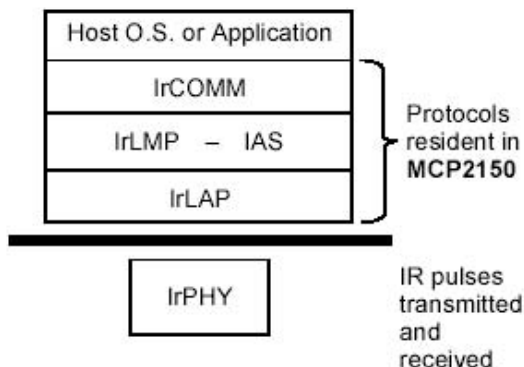 Host O.S. or Application
IrCOMM
IrLMP – IAS
IrLAP
Protocols
resident in
MCP2150
IrPHY
IR pulses
transmitted
and
received